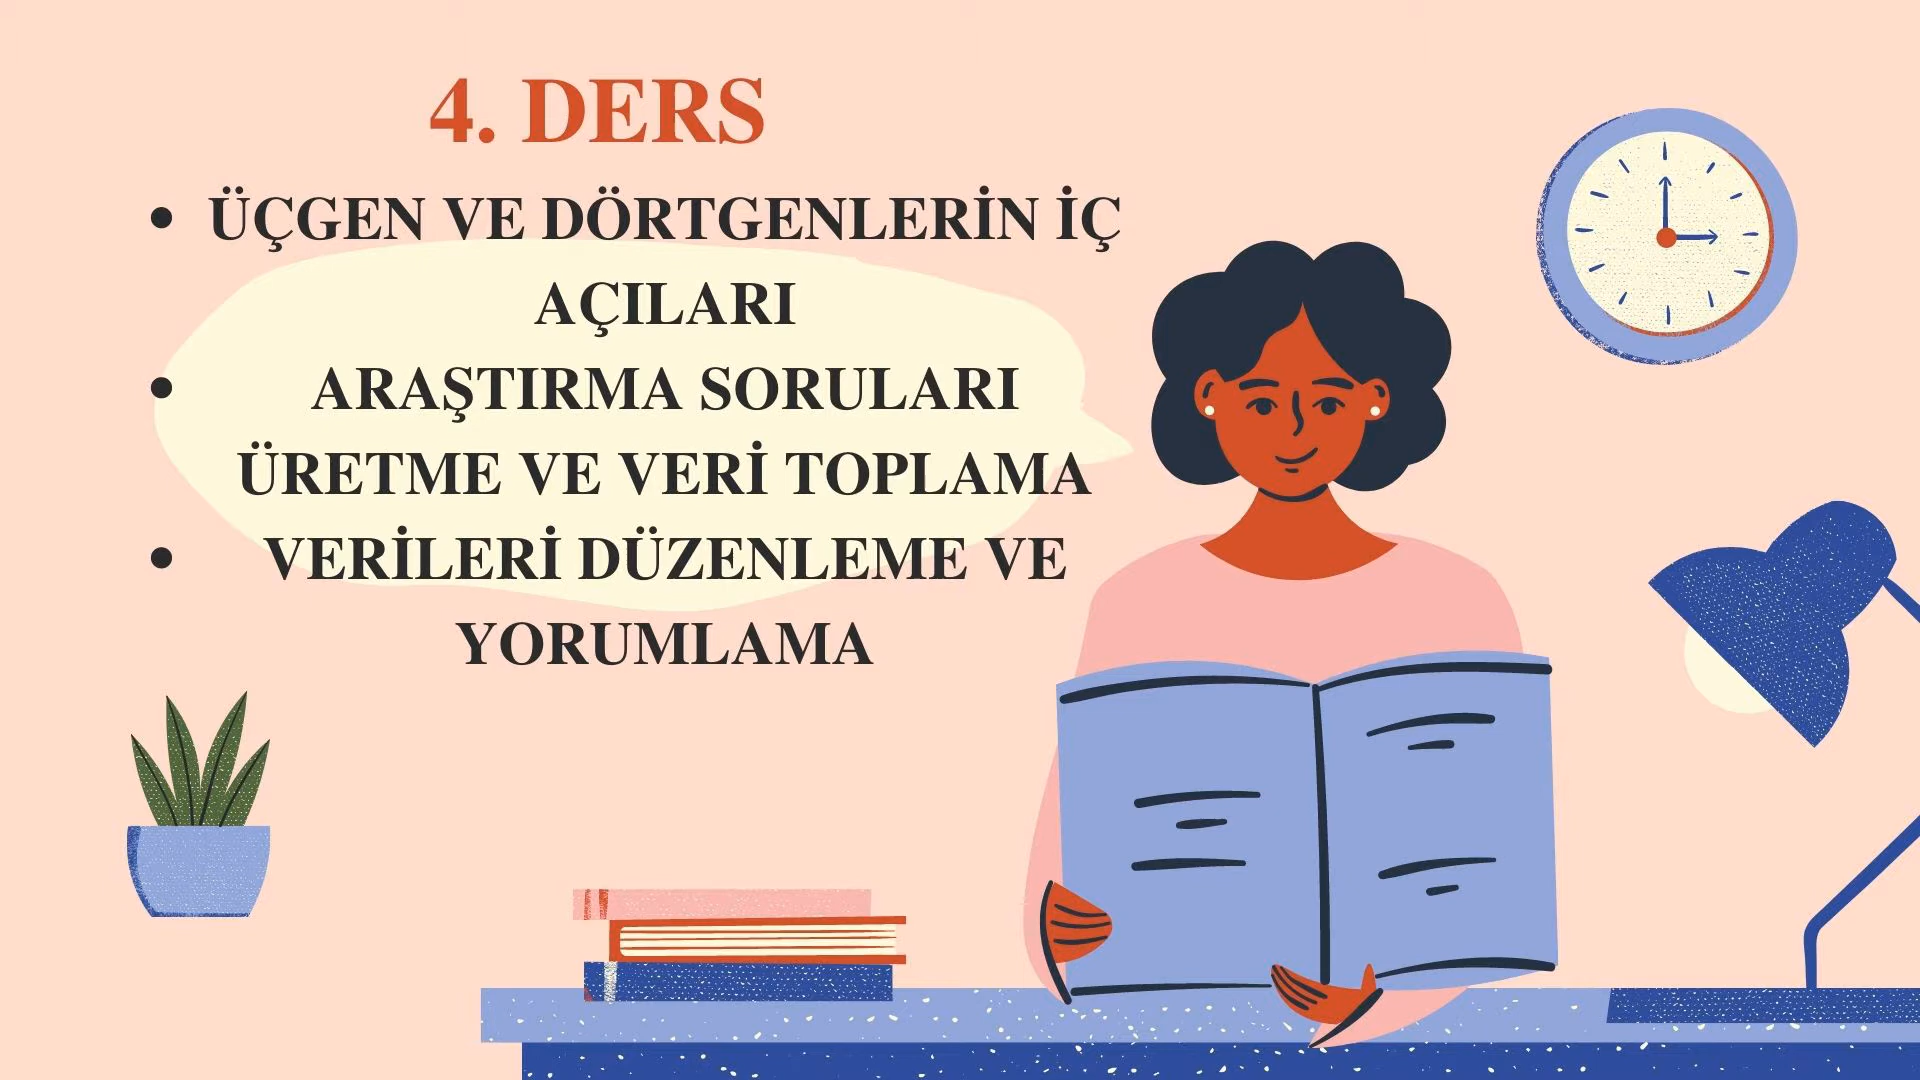 4. DERS
• ÜÇGEN VE DÖRTGENLERİN İÇ
AÇILARI
• ARAŞTIRMA SORULARI
ÜRETME VE VERİ TOPLAMA
• VERİLERİ DÜZENLEME VE
YORUMLAMA